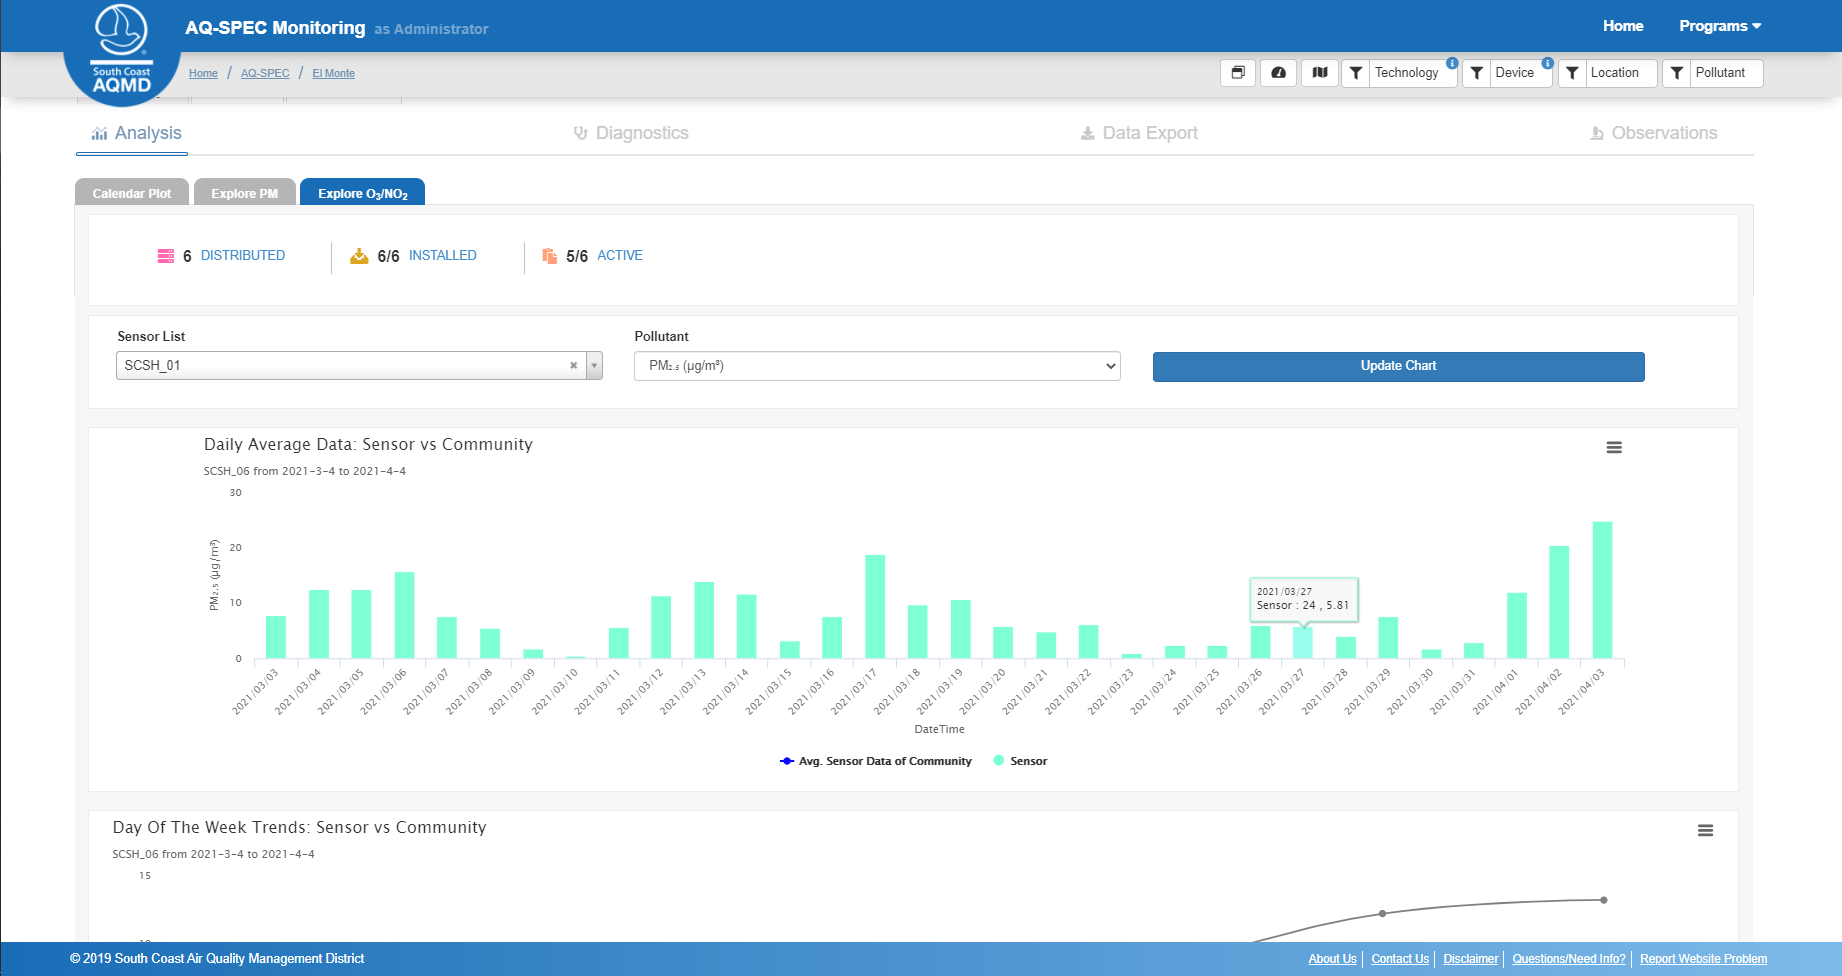 AQ-SPEC Monitoring as Administrator
Home Programs
South Coast
AQMD
Home / AQ-SPEC / El Monte
Technology Device Location Pollutant
Analysis Diagnostics Data Export Observations
Calendar Plot Explore PM Explore O₃/NO₂
6 DISTRIBUTED 6/6 INSTALLED 5/6 ACTIVE
Sensor List Pollutant
SCSH_01 PM₂.₅ (µg/m³) Update Chart
Daily Average Data: Sensor vs Community
SCSH_06 from 2021-3-4 to 2021-4-4
30
20
10
0
PM₂.₅ (µg/m³)
2021/03/27
Sensor : 24 , 5.81
2021/03/03 2021/03/04 2021/03/05 2021/03/06 2021/03/07 2021/03/08 2021/03/09 2021/03/10 2021/03/11 2021/03/12 2021/03/13 2021/03/14 2021/03/15 2021/03/16 2021/03/17 2021/03/18 2021/03/19 2021/03/20 2021/03/21 2021/03/22 2021/03/23 2021/03/24 2021/03/25 2021/03/26 2021/03/27 2021/03/28 2021/03/29 2021/03/30 2021/03/31 2021/04/01 2021/04/02 2021/04/03
DateTime
Avg. Sensor Data of Community Sensor
Day Of The Week Trends: Sensor vs Community
SCSH_06 from 2021-3-4 to 2021-4-4
15
© 2019 South Coast Air Quality Management District
About Us Contact Us Disclaimer Questions/Need Info? Report Website Problem